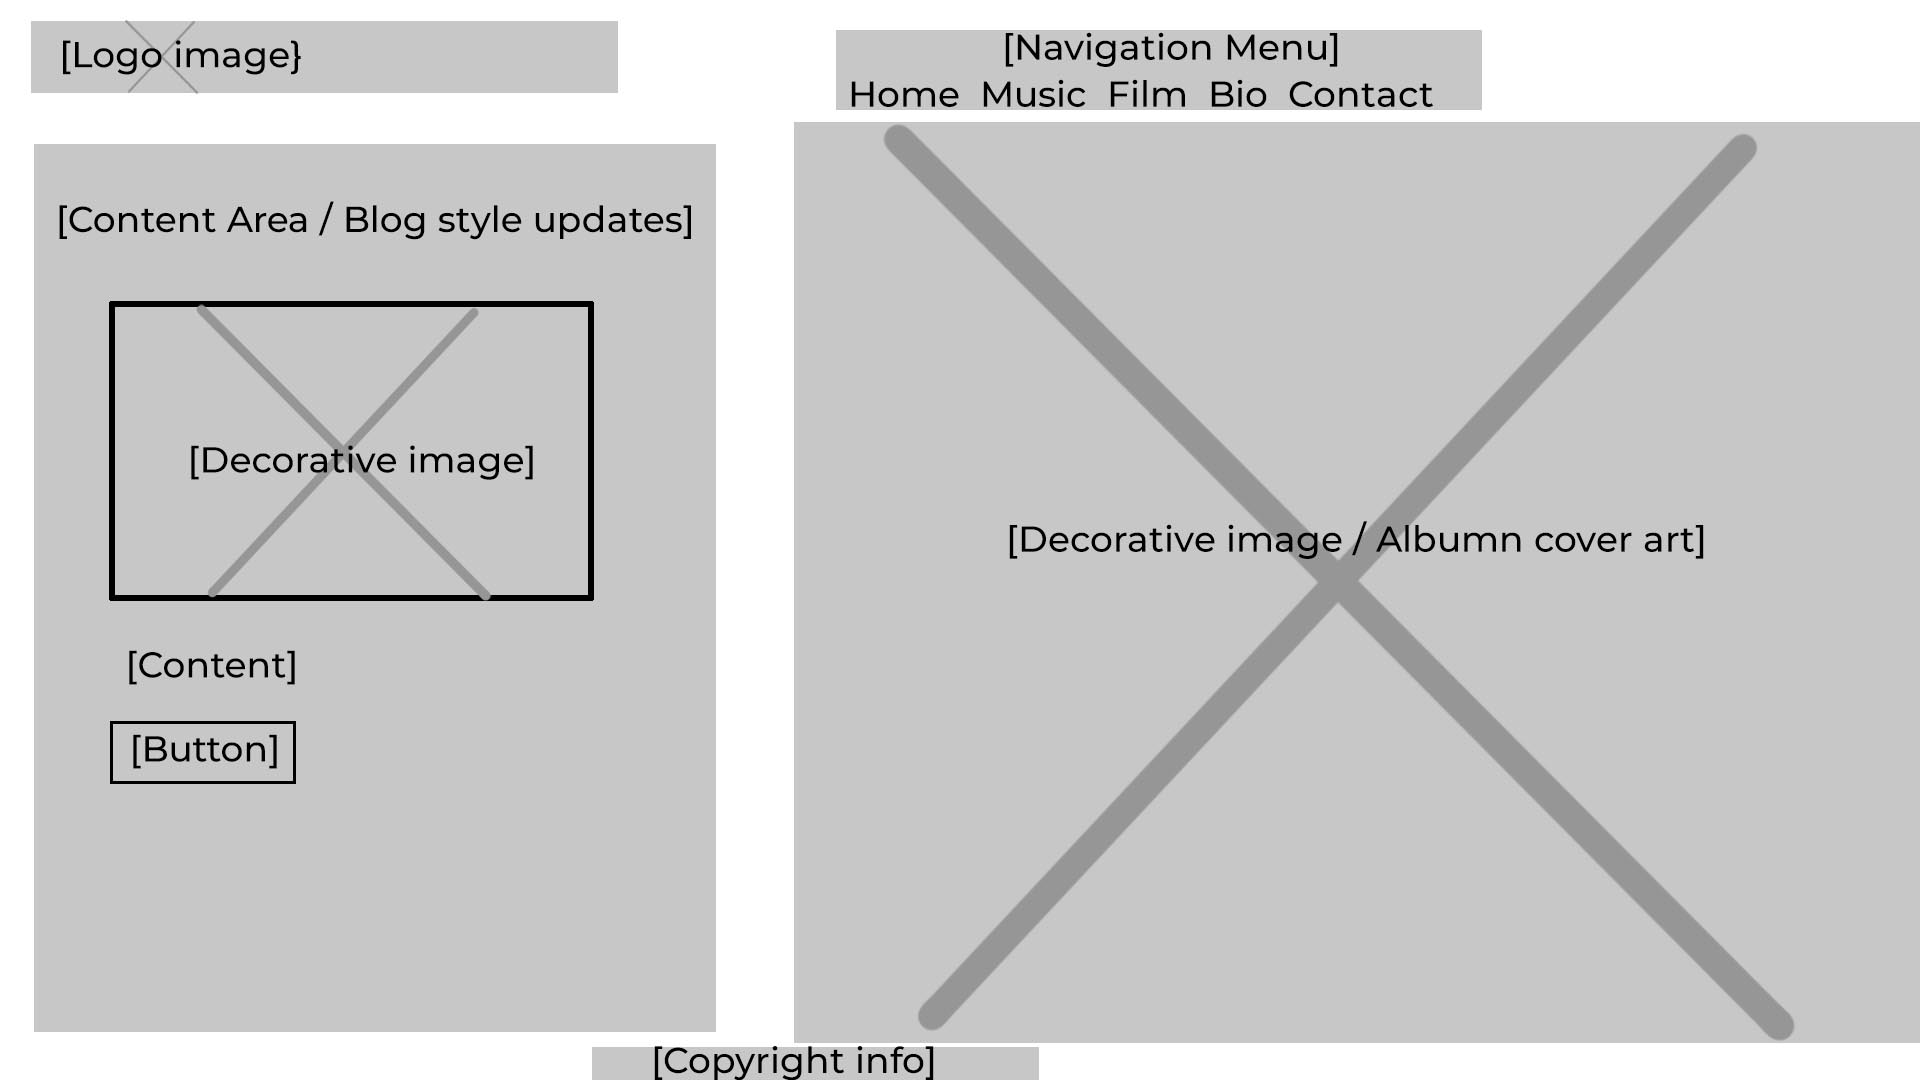 [Logo image}
[Navigation Menu]
Home Music Film Bio Contact
[Content Area / Blog style updates]
[Decorative image]
[Content]
[Button]
[Decorative image / Albumn cover art]
[Copyright info]